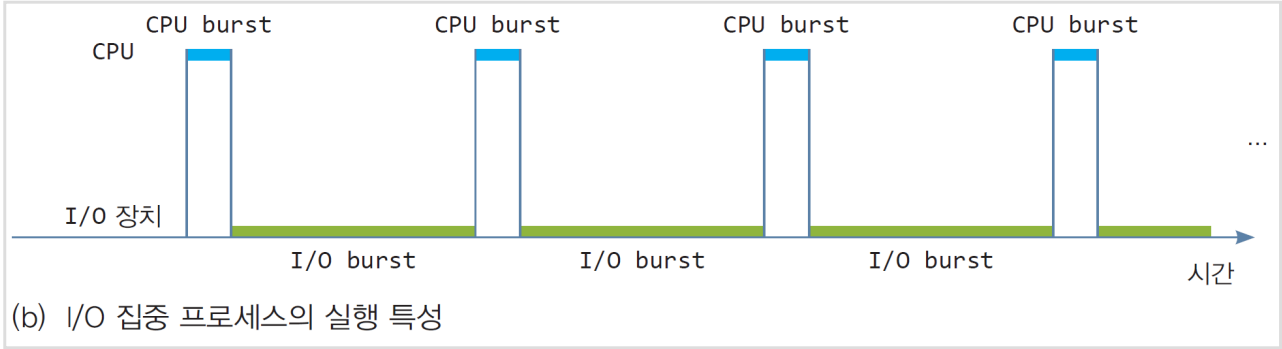 CPU burst CPU burst CPU burst CPU burst
CPU
...
I/O 장치
I/O burst I/O burst I/O burst
시간
(b) I/O 집중 프로세스의 실행 특성